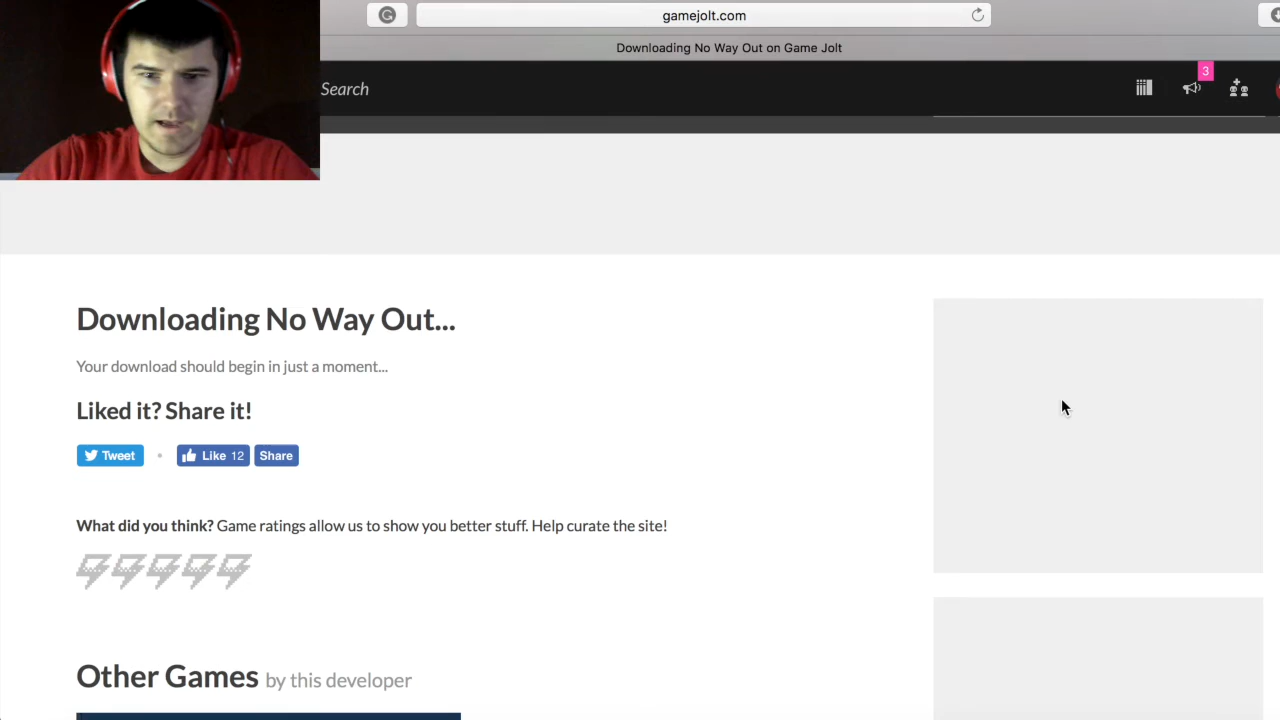 G
gamejolt.com
Downloading No Way Out on Game Jolt
Search
3
Downloading No Way Out...
Your download should begin in just a moment...
Liked it? Share it!
Tweet • Like 12 Share
What did you think? Game ratings allow us to show you better stuff. Help curate the site!
Other Games by this developer